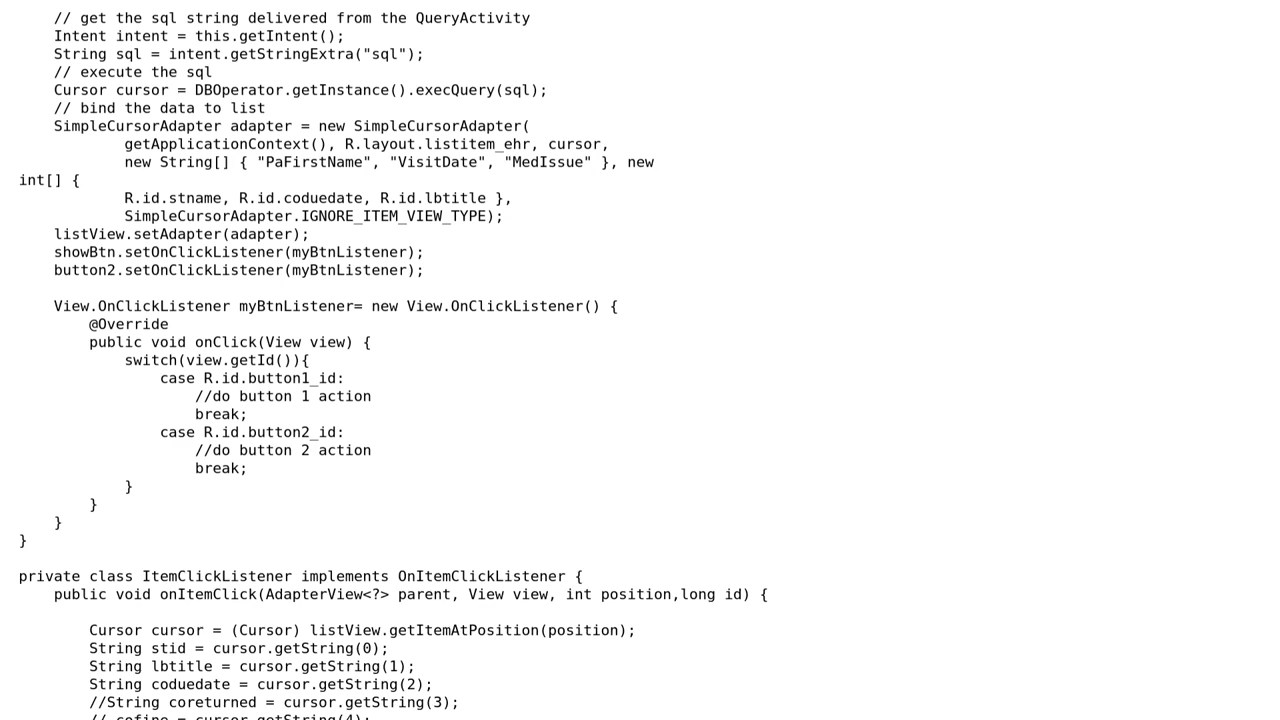 // get the sql string delivered from the QueryActivity
Intent intent = this.getIntent();
String sql = intent.getStringExtra("sql");
// execute the sql
Cursor cursor = DBOperator.getInstance().execQuery(sql);
// bind the data to list
SimpleCursorAdapter adapter = new SimpleCursorAdapter(
getApplicationContext(), R.layout.listitem_ehr, cursor,
new String[] { "PaFirstName", "VisitDate", "MedIssue" }, new
int[] {
R.id.stname, R.id.coduedate, R.id.lbtitle },
SimpleCursorAdapter.IGNORE_ITEM_VIEW_TYPE);
listView.setAdapter(adapter);
showBtn.setOnClickListener(myBtnListener);
button2.setOnClickListener(myBtnListener);
View.OnClickListener myBtnListener= new View.OnClickListener() {
@Override
public void onClick(View view) {
switch(view.getId()){
case R.id.button1_id:
//do button 1 action
break;
case R.id.button2_id:
//do button 2 action
break;
}
}
}
}
private class ItemClickListener implements OnItemClickListener {
public void onItemClick(AdapterView<?> parent, View view, int position,long id) {
Cursor cursor = (Cursor) listView.getItemAtPosition(position);
String stid = cursor.getString(0);
String lbtitle = cursor.getString(1);
String coduedate = cursor.getString(2);
//String coreturned = cursor.getString(3);
// cofine = cursor.getString(4);